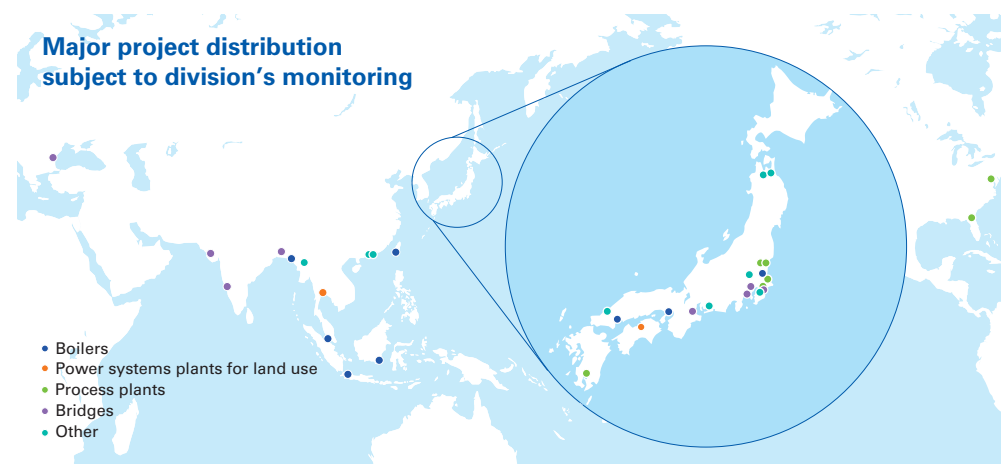 Major project distribution
subject to division's monitoring
Boilers
Power systems plants for land use
Process plants
Bridges
Other